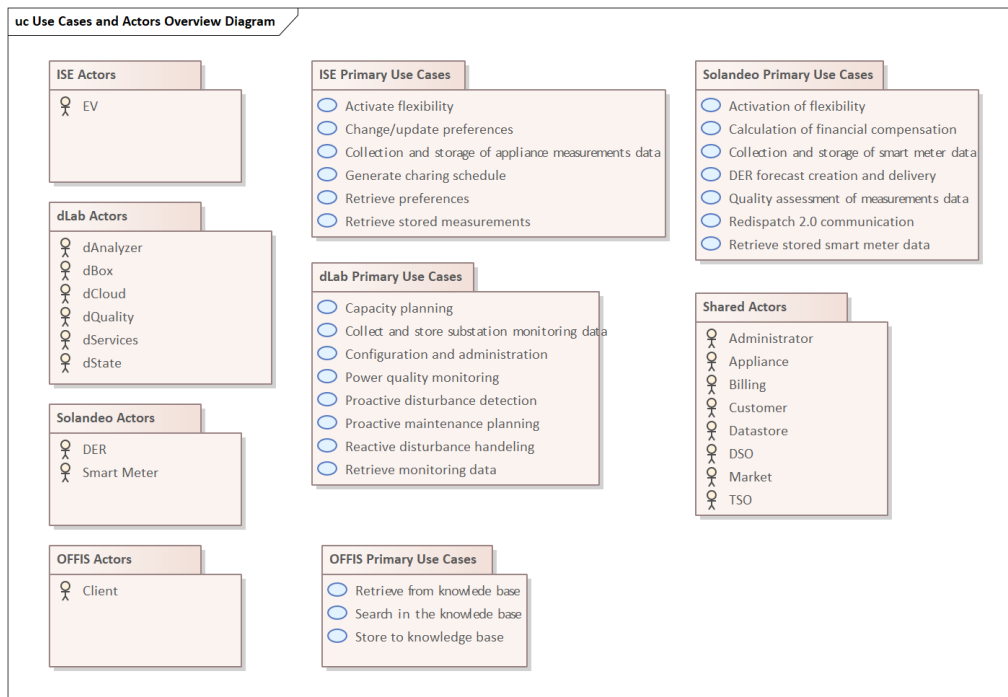 uc Use Cases and Actors Overview Diagram
ISE Actors
EV
dLab Actors
dAnalyzer
dBox
dCloud
dQuality
dServices
dState
Solandeo Actors
DER
Smart Meter
OFFIS Actors
Client
ISE Primary Use Cases
Activate flexibility
Change/update preferences
Collection and storage of appliance measurements data
Generate charing schedule
Retrieve preferences
Retrieve stored measurements
dLab Primary Use Cases
Capacity planning
Collect and store substation monitoring data
Configuration and administration
Power quality monitoring
Proactive disturbance detection
Proactive maintenance planning
Reactive disturbance handeling
Retrieve monitoring data
OFFIS Primary Use Cases
Retrieve from knowlede base
Search in the knowlede base
Store to knowledge base
Solandeo Primary Use Cases
Activation of flexibility
Calculation of financial compensation
Collection and storage of smart meter data
DER forecast creation and delivery
Quality assessment of measurements data
Redispatch 2.0 communication
Retrieve stored smart meter data
Shared Actors
Administrator
Appliance
Billing
Customer
Datastore
DSO
Market
TSO